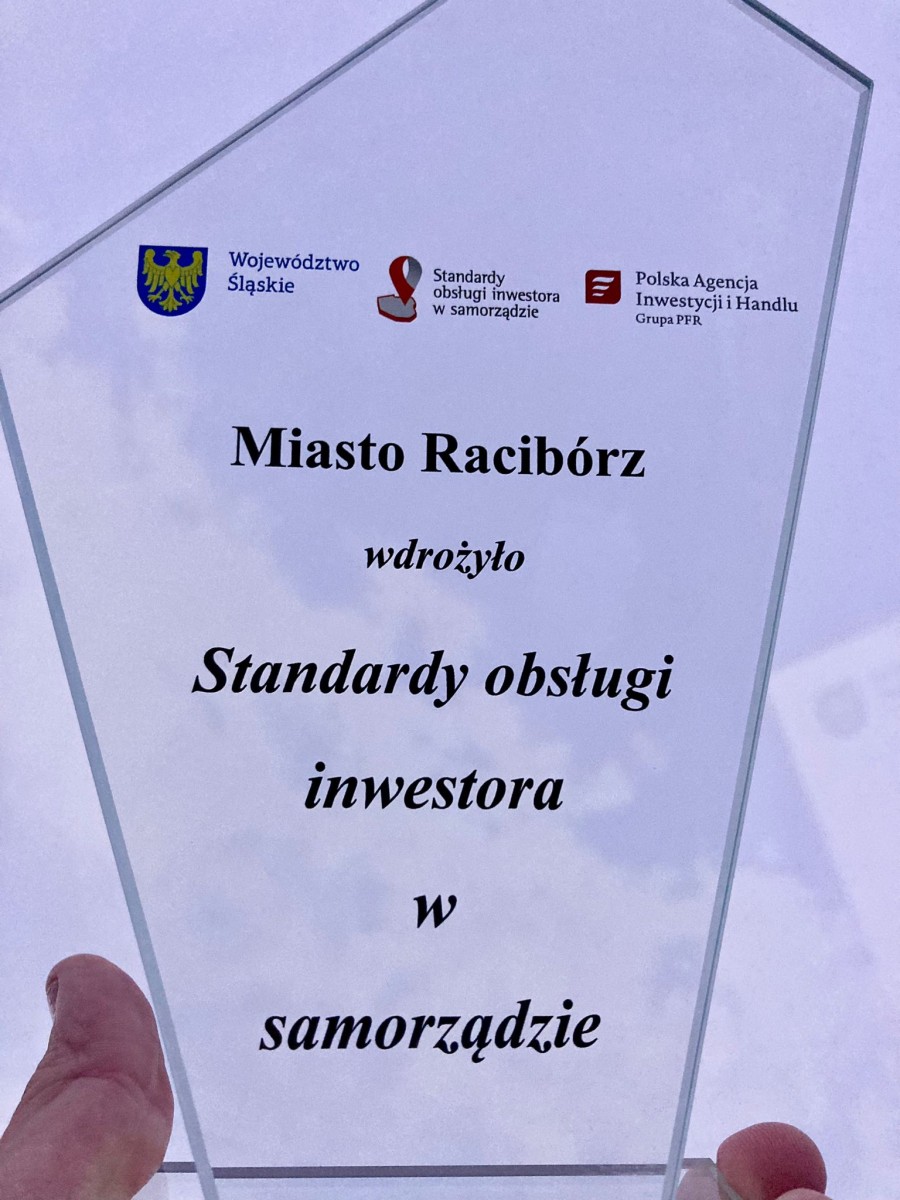 Województwo
Śląskie
Standardy
obsługi inwestora
w samorządzie
Polska Agencja
Inwestycji i Handlu
Grupa PFR
Miasto Racibórz
wdrożyło
Standardy obsługi
inwestora
w
samorządzie